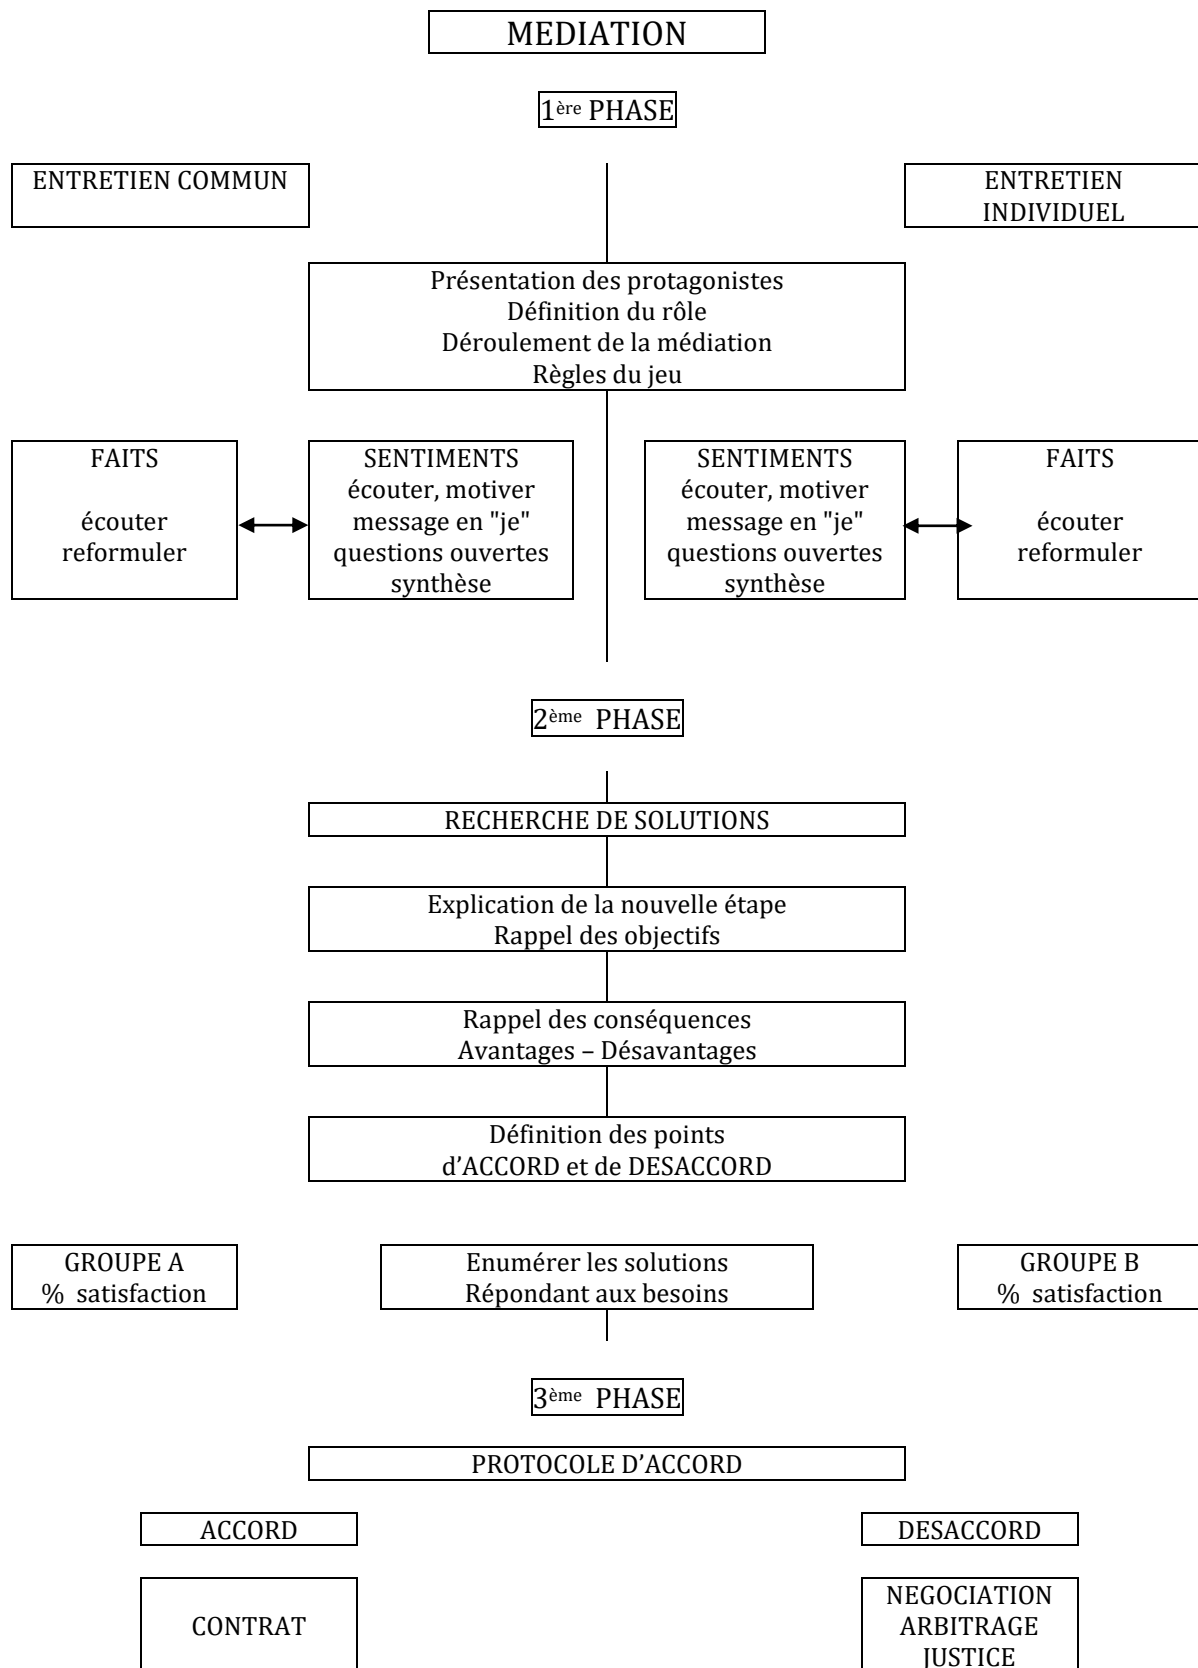 MEDIATION
1ère PHASE
ENTRETIEN COMMUN
ENTRETIEN
INDIVIDUEL
Présentation des protagonistes
Définition du rôle
Déroulement de la médiation
Règles du jeu
FAITS
écouter
reformuler
SENTIMENTS
écouter, motiver
message en "je"
questions ouvertes
synthèse
SENTIMENTS
écouter, motiver
message en "je"
questions ouvertes
synthèse
FAITS
écouter
reformuler
2ème PHASE
RECHERCHE DE SOLUTIONS
Explication de la nouvelle étape
Rappel des objectifs
Rappel des conséquences
Avantages – Désavantages
Définition des points
d’ACCORD et de DESACCORD
GROUPE A
% satisfaction
Enumérer les solutions
Répondant aux besoins
GROUPE B
% satisfaction
3ème PHASE
PROTOCOLE D’ACCORD
ACCORD
DESACCORD
CONTRAT
NEGOCIATION
ARBITRAGE
JUSTICE